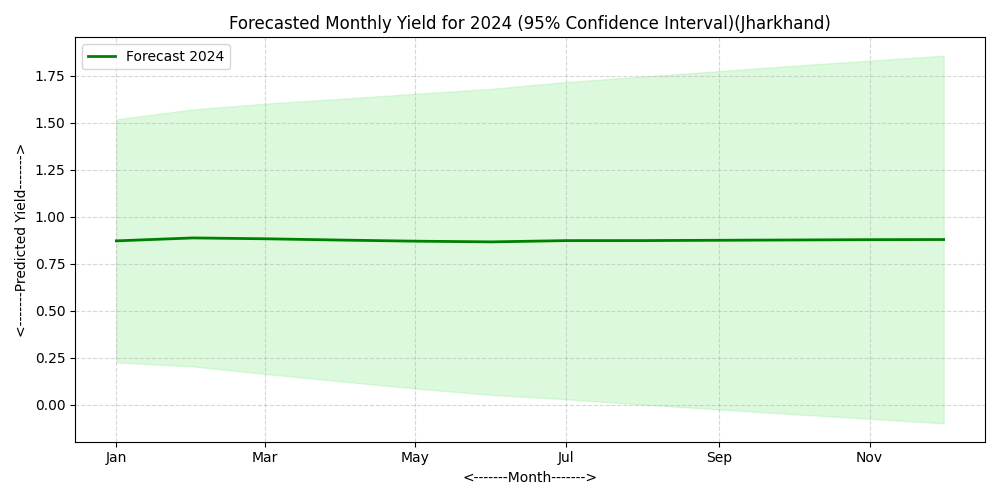 Forecasted Monthly Yield for 2024 (95% Confidence Interval)(Jharkhand)
Forecast 2024
<-------Predicted Yield------->
1.75
1.50
1.25
1.00
0.75
0.50
0.25
0.00
Jan Mar May Jul Sep Nov
<-------Month------->